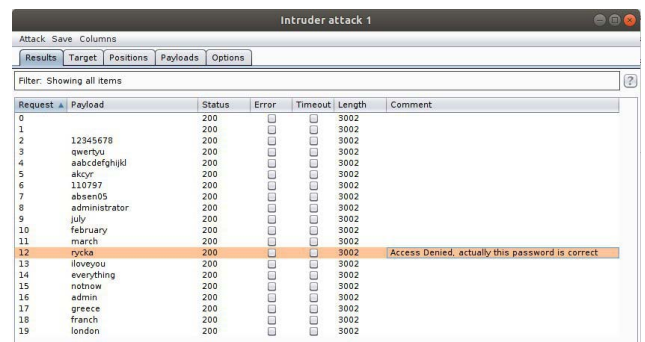 Intruder attack 1
Attack Save Columns
Results Target Positions Payloads Options
Filter: Showing all items
?
Request Payload Status Error Timeout Length Comment
0 200 3002
1 200 3002
2 12345678 200 3002
3 qwertyu 200 3002
4 aabcdefghijkl 200 3002
5 akcyr 200 3002
6 110797 200 3002
7 absen05 200 3002
8 administrator 200 3002
9 july 200 3002
10 february 200 3002
11 march 200 3002
12 rycka 200 3002 Access Denied, actually this password is correct
13 iloveyou 200 3002
14 everything 200 3002
15 notnow 200 3002
16 admin 200 3002
17 greece 200 3002
18 franch 200 3002
19 london 200 3002